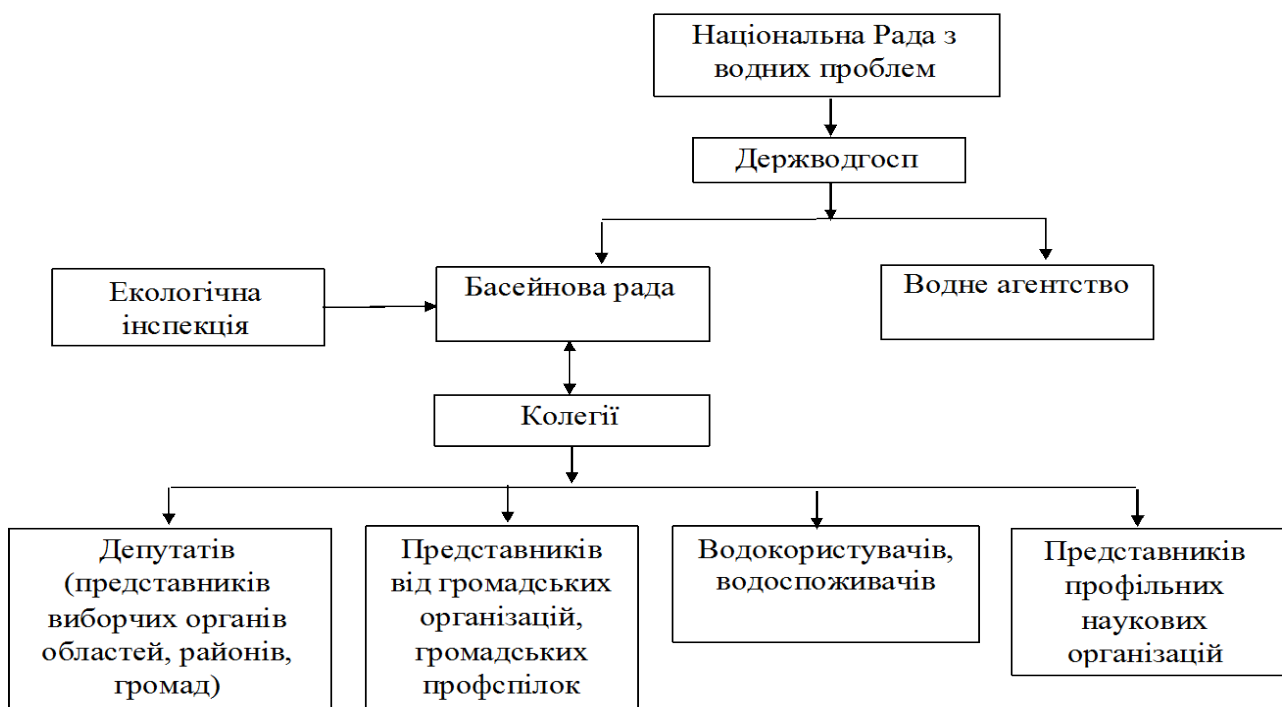 Національна Рада з
водних проблем
Держводгосп
Екологічна
інспекція
Басейнова рада
Водне агентство
Колегії
Депутатів
(представників
виборчих органів
областей, районів,
громад)
Представників
від громадських
організацій,
громадських
профспілок
Водокористувачів,
водоспоживачів
Представників
профільних
наукових
організацій